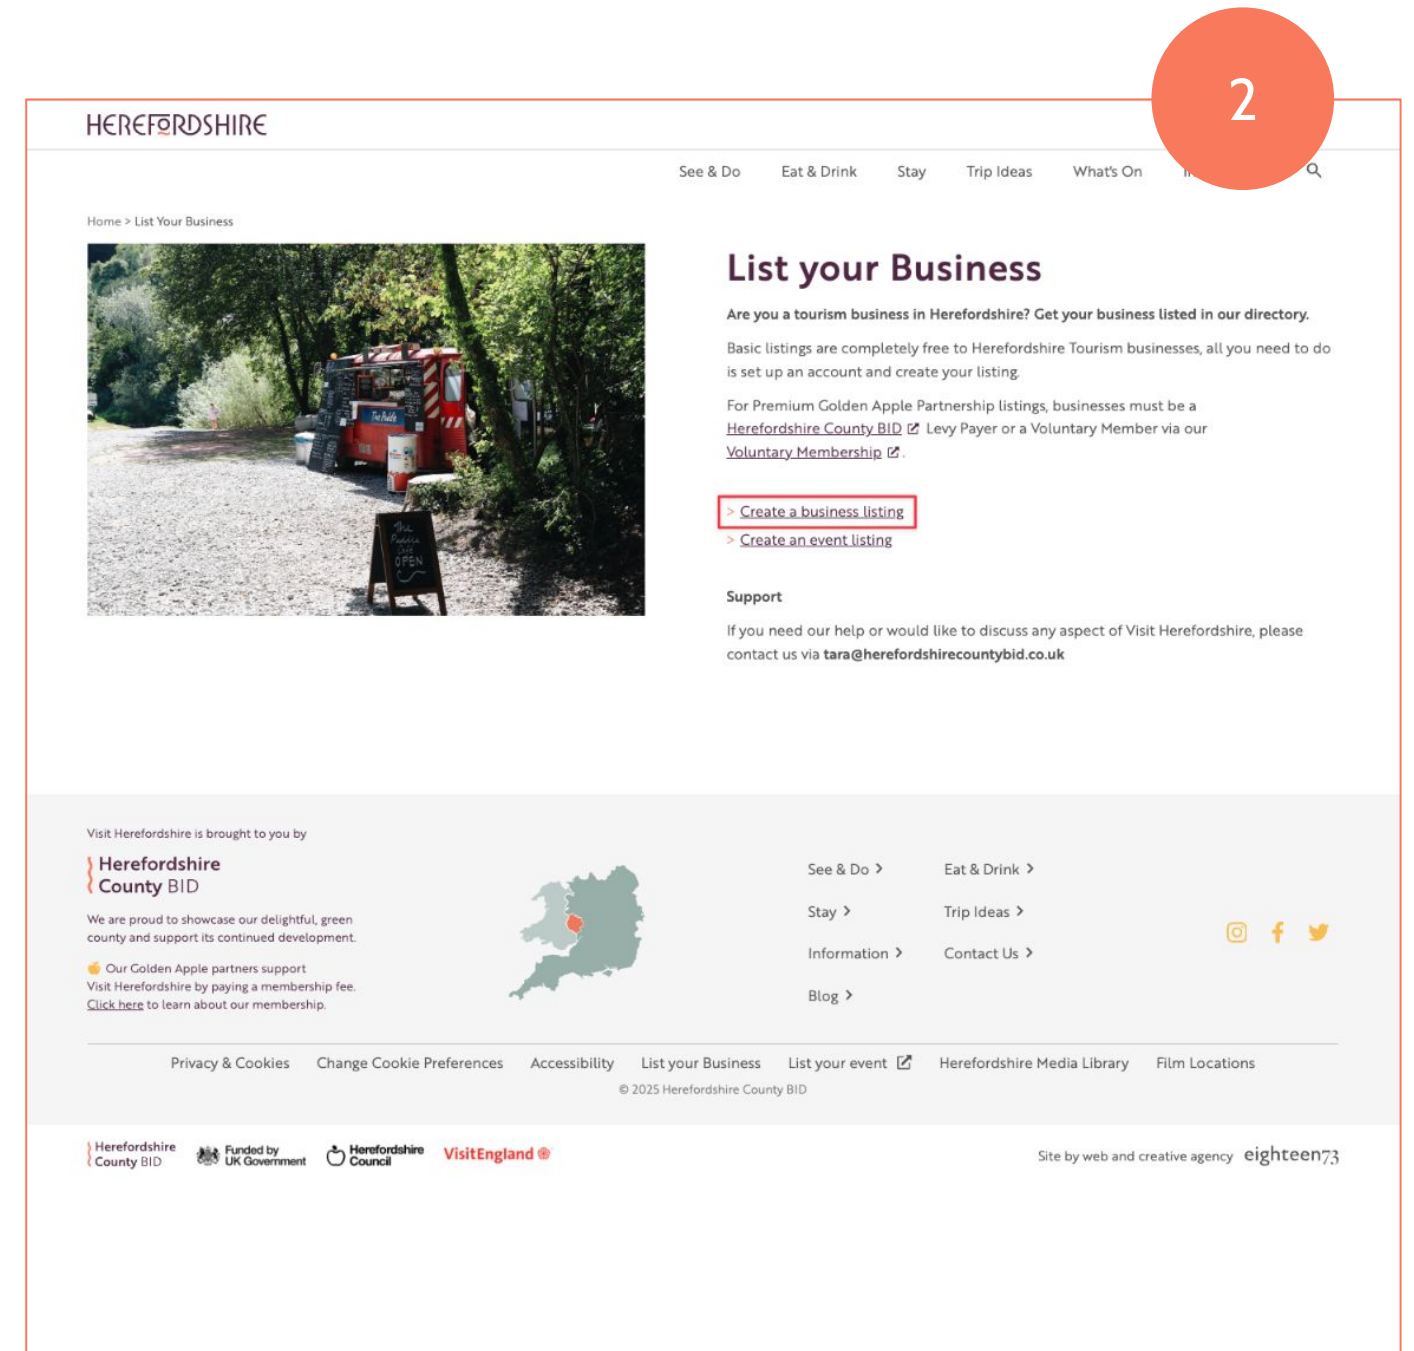 2
HEREFORDSHIRE
See & Do Eat & Drink Stay Trip Ideas What's On
Home > List Your Business
The Puddle
The
Puddle
Cafe
OPEN
List your Business
Are you a tourism business in Herefordshire? Get your business listed in our directory.
Basic listings are completely free to Herefordshire Tourism businesses, all you need to do
is set up an account and create your listing.
For Premium Golden Apple Partnership listings, businesses must be a
Herefordshire County BID Levy Payer or a Voluntary Member via our
Voluntary Membership .
> Create a business listing
> Create an event listing
Support
If you need our help or would like to discuss any aspect of Visit Herefordshire, please
contact us via tara@herefordshirecountybid.co.uk
Visit Herefordshire is brought to you by
Herefordshire
County BID
We are proud to showcase our delightful, green
county and support its continued development.
Our Golden Apple partners support
Visit Herefordshire by paying a membership fee.
Click here to learn about our membership.
See & Do > Eat & Drink >
Stay > Trip Ideas >
Information > Contact Us >
Blog >
Privacy & Cookies Change Cookie Preferences Accessibility List your Business List your event Herefordshire Media Library Film Locations
© 2025 Herefordshire County BID
Herefordshire
County BID
Funded by
UK Government
Herefordshire
Council
VisitEngland
Site by web and creative agency eighteen73